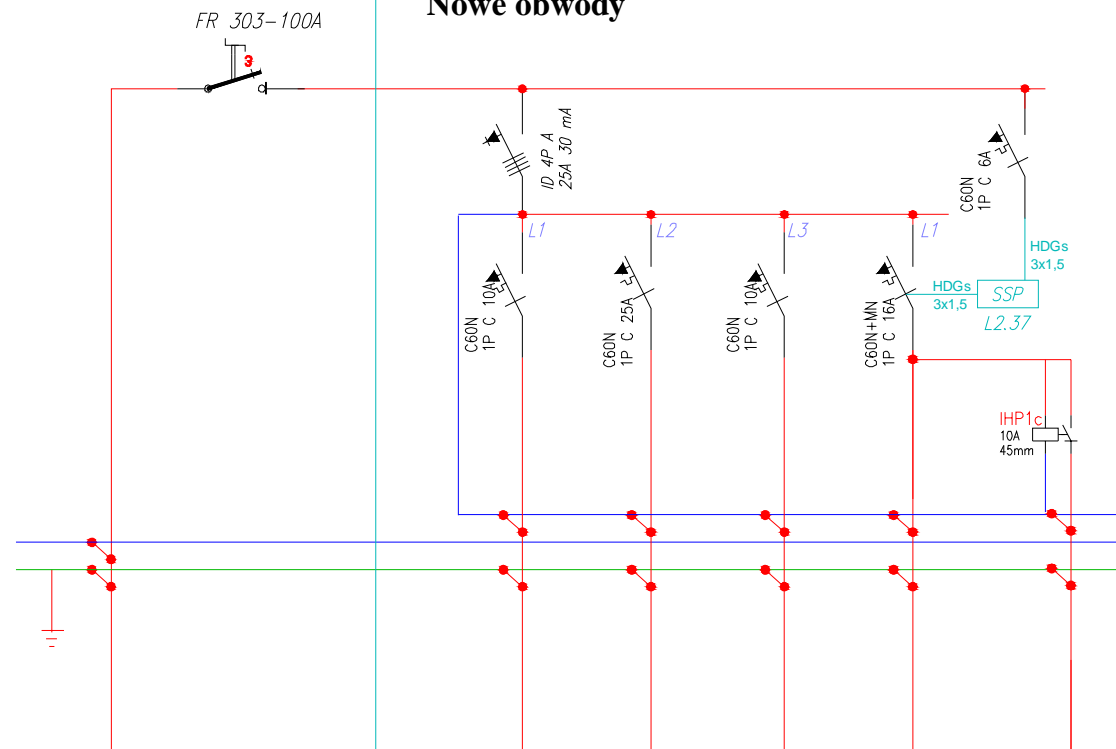 Nowe obwody
FR 303-100A
3
ID 4P A
25A 30 mA
C60N
1P C 6A
L1
L2
L3
L1
HDGs
3x1,5
HDGs
3x1,5
SSP
L2.37
C60N
1P C 10A
C60N
1P C 25A
C60N
1P C 10A
C60N+MN
1P C 16A
IHP1c
10A
45mm